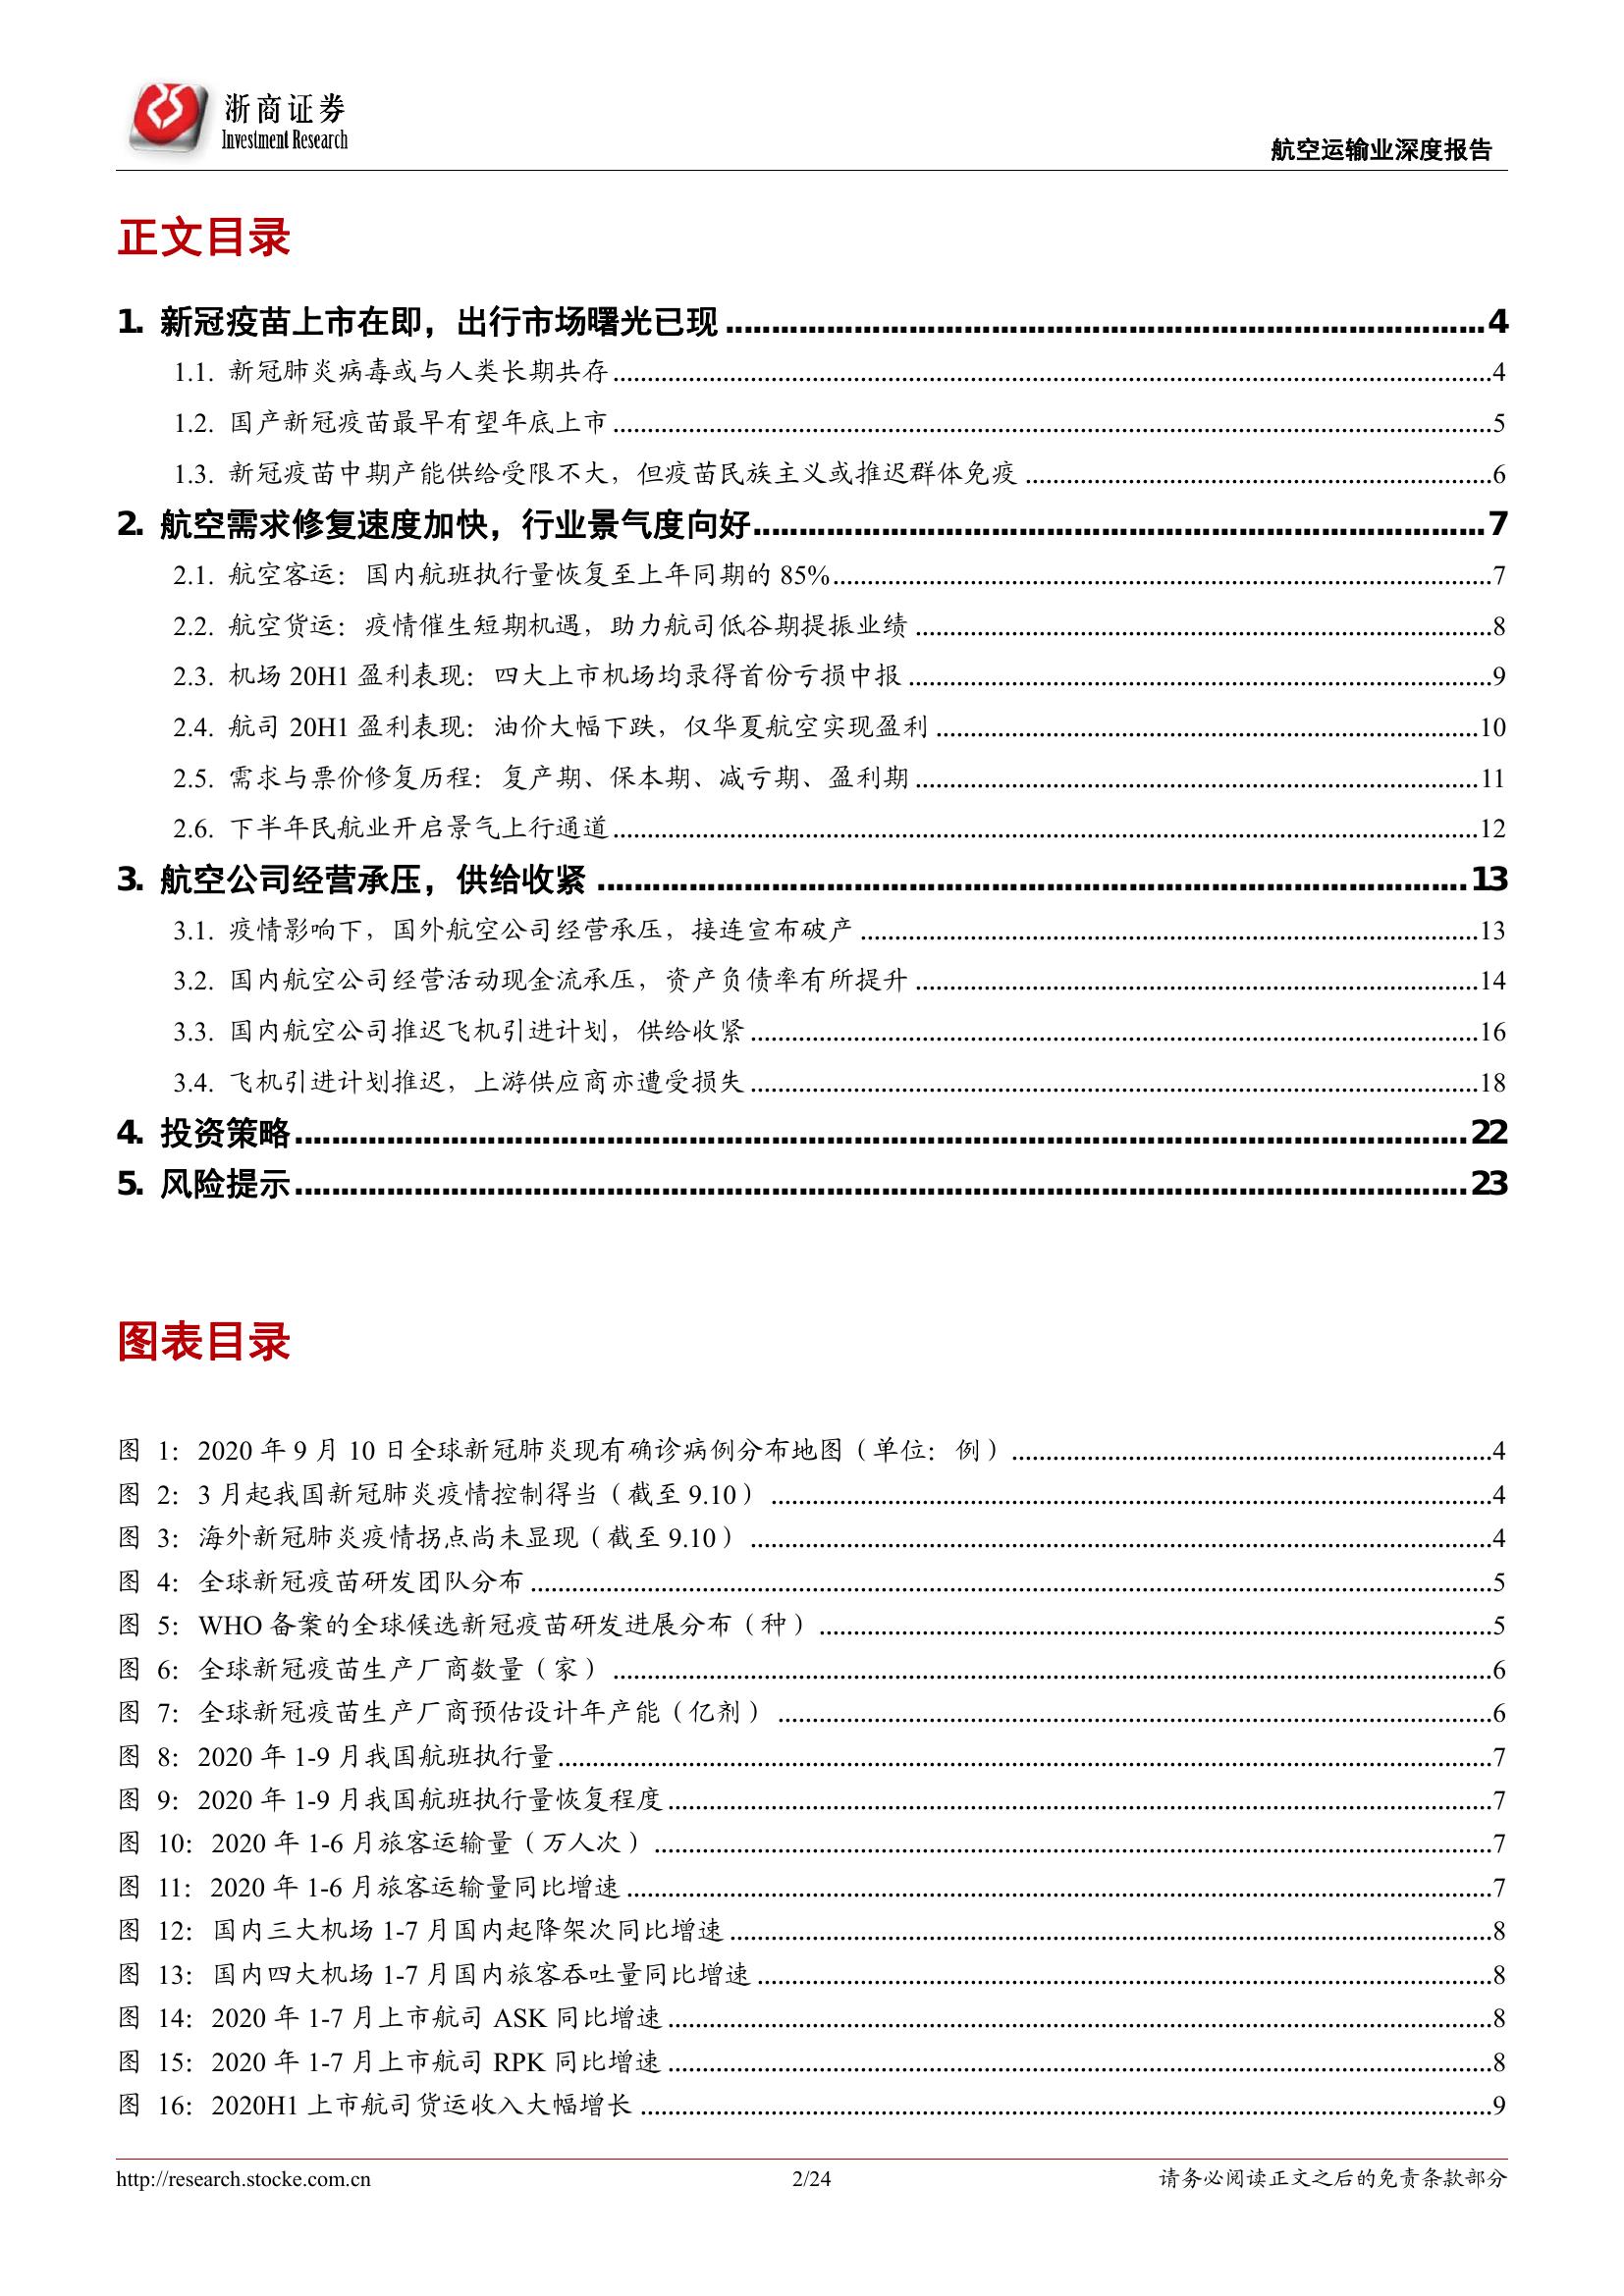 浙商证券
Investment Research
航空运输业深度报告
正文目录
1. 新冠疫苗上市在即，出行市场曙光已现 ........ 4
1.1. 新冠肺炎病毒或与人类长期共存 ........ 4
1.2. 国产新冠疫苗最早有望年底上市 ........ 5
1.3. 新冠疫苗中期产能供给受限不大，但疫苗民族主义或推迟群体免疫 ........ 6
2. 航空需求修复速度加快，行业景气度向好 ........ 7
2.1. 航空客运：国内航班执行量恢复至上年同期的 85% ........ 7
2.2. 航空货运：疫情催生短期机遇，助力航司低谷期提振业绩 ........ 8
2.3. 机场 20H1 盈利表现：四大上市机场均录得首份亏损中报 ........ 9
2.4. 航司 20H1 盈利表现：油价大幅下跌，仅华夏航空实现盈利 ........ 10
2.5. 需求与票价修复历程：复产期、保本期、减亏期、盈利期 ........ 11
2.6. 下半年民航业开启景气上行通道 ........ 12
3. 航空公司经营承压，供给收紧 ........ 13
3.1. 疫情影响下，国外航空公司经营承压，接连宣布破产 ........ 13
3.2. 国内航空公司经营活动现金流承压，资产负债率有所提升 ........ 14
3.3. 国内航空公司推迟飞机引进计划，供给收紧 ........ 16
3.4. 飞机引进计划推迟，上游供应商亦遭受损失 ........ 18
4. 投资策略 ........ 22
5. 风险提示 ........ 23
图表目录
图 1：2020 年 9 月 10 日全球新冠肺炎现有确诊病例分布地图（单位：例） ........ 4
图 2：3 月起我国新冠肺炎疫情控制得当（截至 9.10） ........ 4
图 3：海外新冠肺炎疫情拐点尚未显现（截至 9.10） ........ 4
图 4：全球新冠疫苗研发团队分布 ........ 5
图 5：WHO 备案的全球候选新冠疫苗研发进展分布（种） ........ 5
图 6：全球新冠疫苗生产厂商数量（家） ........ 6
图 7：全球新冠疫苗生产厂商预估设计年产能（亿剂） ........ 6
图 8：2020 年 1-9 月我国航班执行量 ........ 7
图 9：2020 年 1-9 月我国航班执行量恢复程度 ........ 7
图 10：2020 年 1-6 月旅客运输量（万人次） ........ 7
图 11：2020 年 1-6 月旅客运输量同比增速 ........ 7
图 12：国内三大机场 1-7 月国内起降架次同比增速 ........ 8
图 13：国内四大机场 1-7 月国内旅客吞吐量同比增速 ........ 8
图 14：2020 年 1-7 月上市航司 ASK 同比增速 ........ 8
图 15：2020 年 1-7 月上市航司 RPK 同比增速 ........ 8
图 16：2020H1 上市航司货运收入大幅增长 ........ 9
http://research.stocke.com.cn
2/24
请务必阅读正文之后的免责条款部分